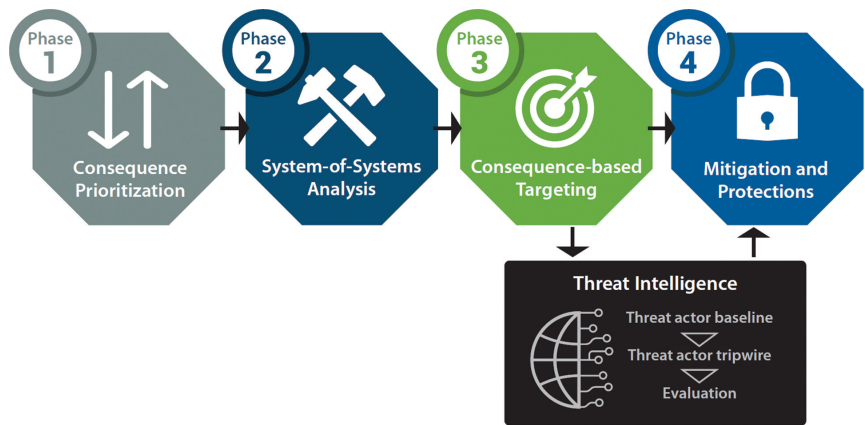 Phase
1
Consequence
Prioritization
Phase
2
System-of-Systems
Analysis
Phase
3
Consequence-based
Targeting
Phase
4
Mitigation and
Protections
Threat Intelligence
Threat actor baseline
Threat actor tripwire
Evaluation